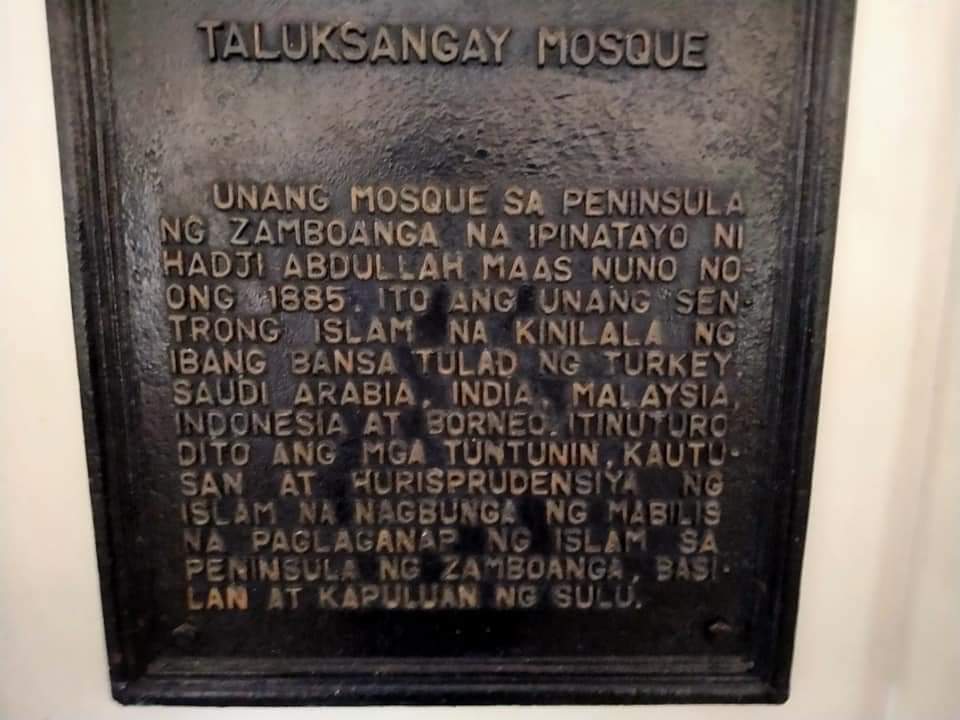 TALUKSANGAY MOSQUE
UNANG MOSQUE SA PENINSULA
NG ZAMBOANGA NA IPINATAYO NI
HADJI ABDULLAH MAAS NUNO NO-
ONG 1885. ITO ANG UNANG SEN-
TRONG ISLAM NA KINILALA NG
IBANG BANSA TULAD NG TURKEY,
SAUDI ARABIA, INDIA, MALAYSIA,
INDONESIA AT BORNEO. ITINUTURO
DITO ANG MGA TUNTUNIN, KAUTU-
SAN AT HURISPRUDENSIYA NG
ISLAM NA NAGBUNGA NG MABILIS
NA PAGLAGANAP NG ISLAM SA
PENINSULA NG ZAMBOANGA, BASI-
LAN AT KAPULUAN NG SULU.